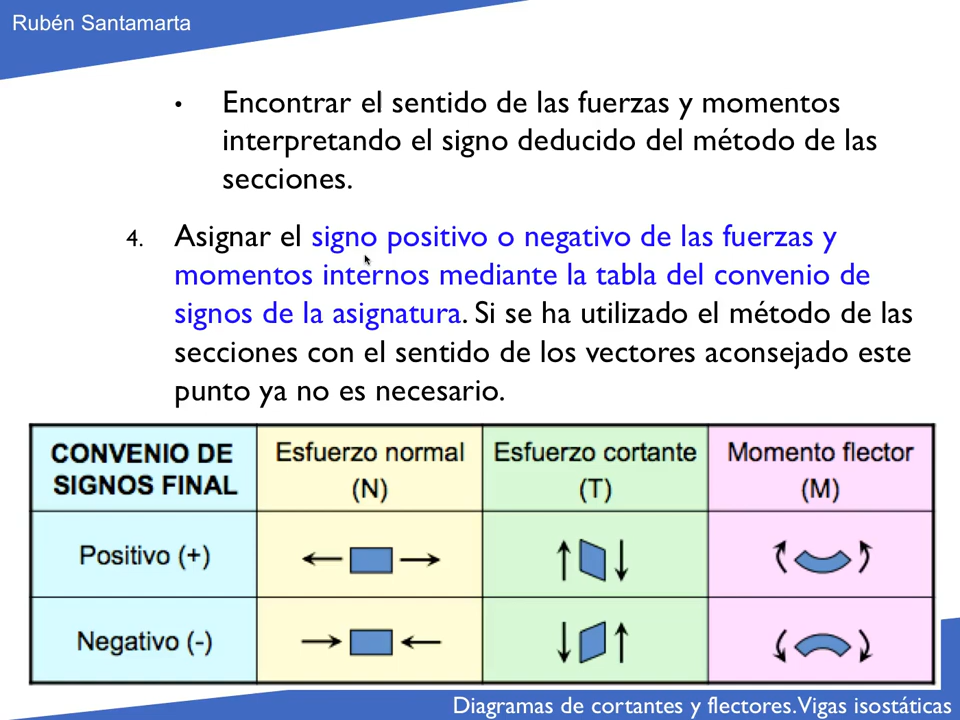 Rubén Santamarta
• Encontrar el sentido de las fuerzas y momentos
interpretando el signo deducido del método de las
secciones.
4. Asignar el signo positivo o negativo de las fuerzas y
momentos internos mediante la tabla del convenio de
signos de la asignatura. Si se ha utilizado el método de las
secciones con el sentido de los vectores aconsejado este
punto ya no es necesario.
CONVENIO DE
SIGNOS FINAL
Esfuerzo normal
(N)
Esfuerzo cortante
(T)
Momento flector
(M)
Positivo (+)
Negativo (-)
Diagramas de cortantes y flectores. Vigas isostáticas